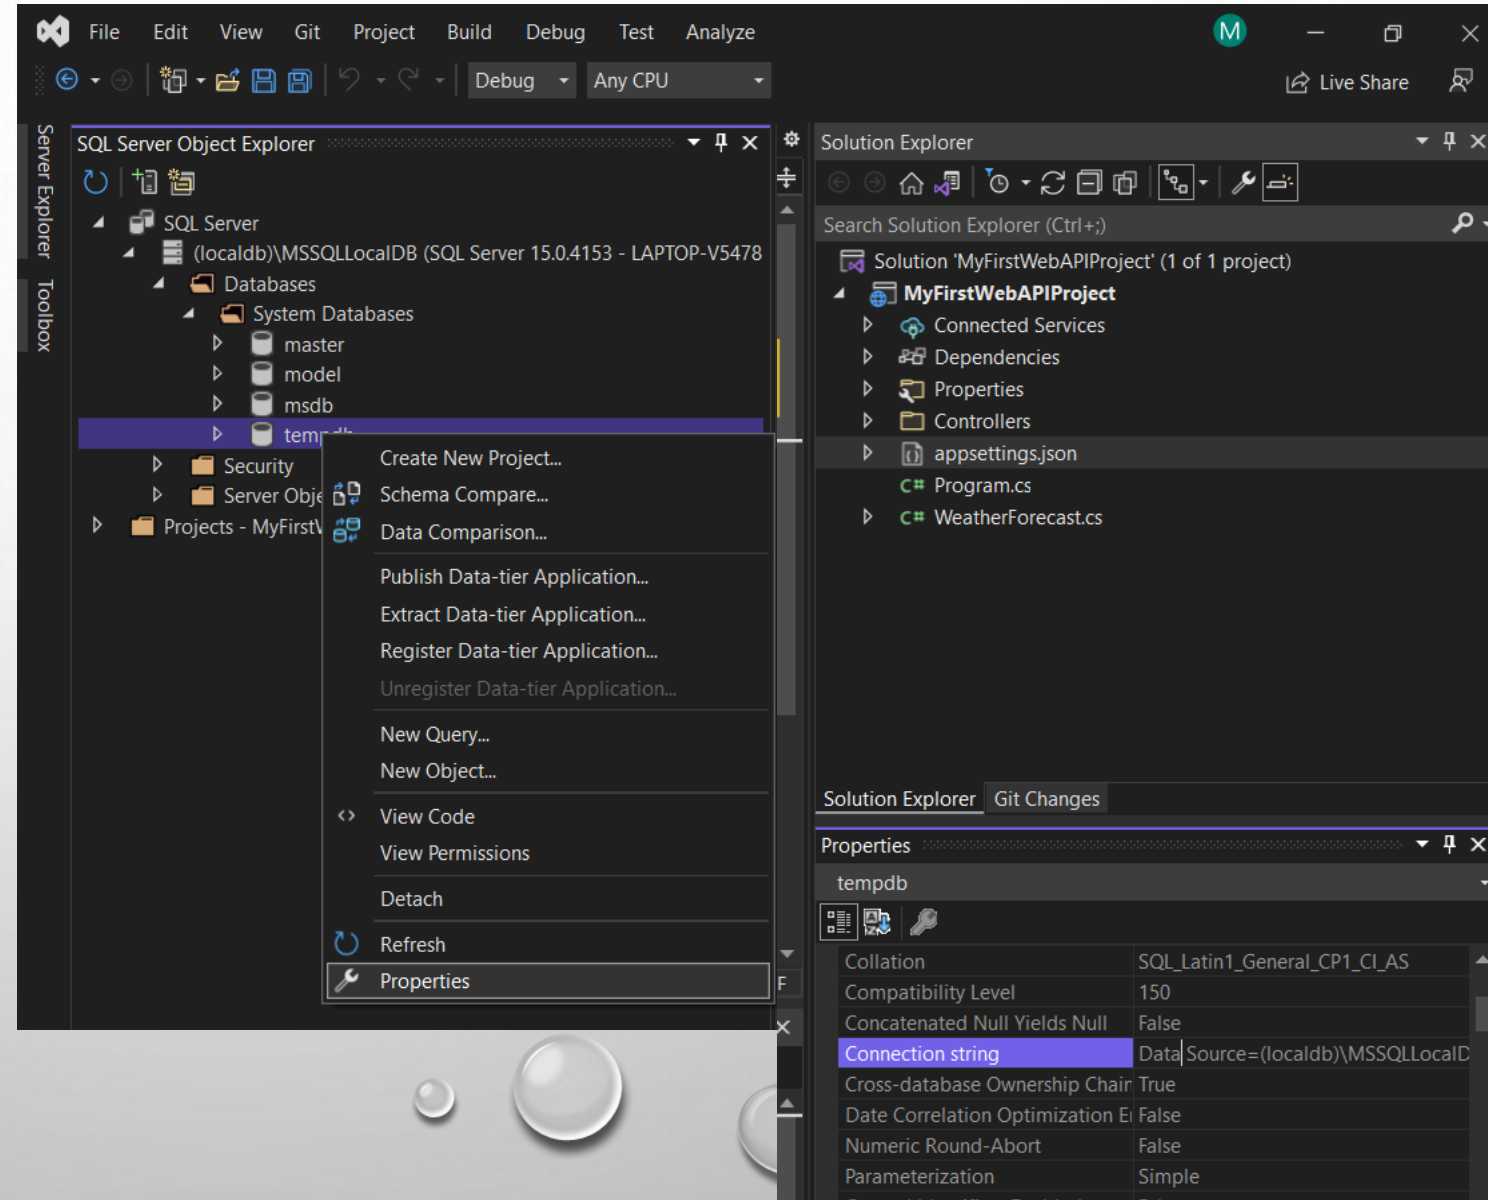 File Edit View Git Project Build Debug Test Analyze M
Debug Any CPU Live Share
Server Explorer
Toolbox
SQL Server Object Explorer
SQL Server
(localdb)\MSSQLLocalDB (SQL Server 15.0.4153 - LAPTOP-V5478
Databases
System Databases
master
model
msdb
tempdb
Security
Server Obje
Projects - MyFirstW
Create New Project...
Schema Compare...
Data Comparison...
Publish Data-tier Application...
Extract Data-tier Application...
Register Data-tier Application...
Unregister Data-tier Application...
New Query...
New Object...
View Code
View Permissions
Detach
Refresh
Properties
F
Solution Explorer
Search Solution Explorer (Ctrl+;)
Solution 'MyFirstWebAPIProject' (1 of 1 project)
MyFirstWebAPIProject
Connected Services
Dependencies
Properties
Controllers
appsettings.json
C# Program.cs
C# WeatherForecast.cs
Solution Explorer Git Changes
Properties
tempdb
Collation SQL_Latin1_General_CP1_CI_AS
Compatibility Level 150
Concatenated Null Yields Null False
Connection string Data Source=(localdb)\MSSQLLocalD
Cross-database Ownership Chain True
Date Correlation Optimization E False
Numeric Round-Abort False
Parameterization Simple